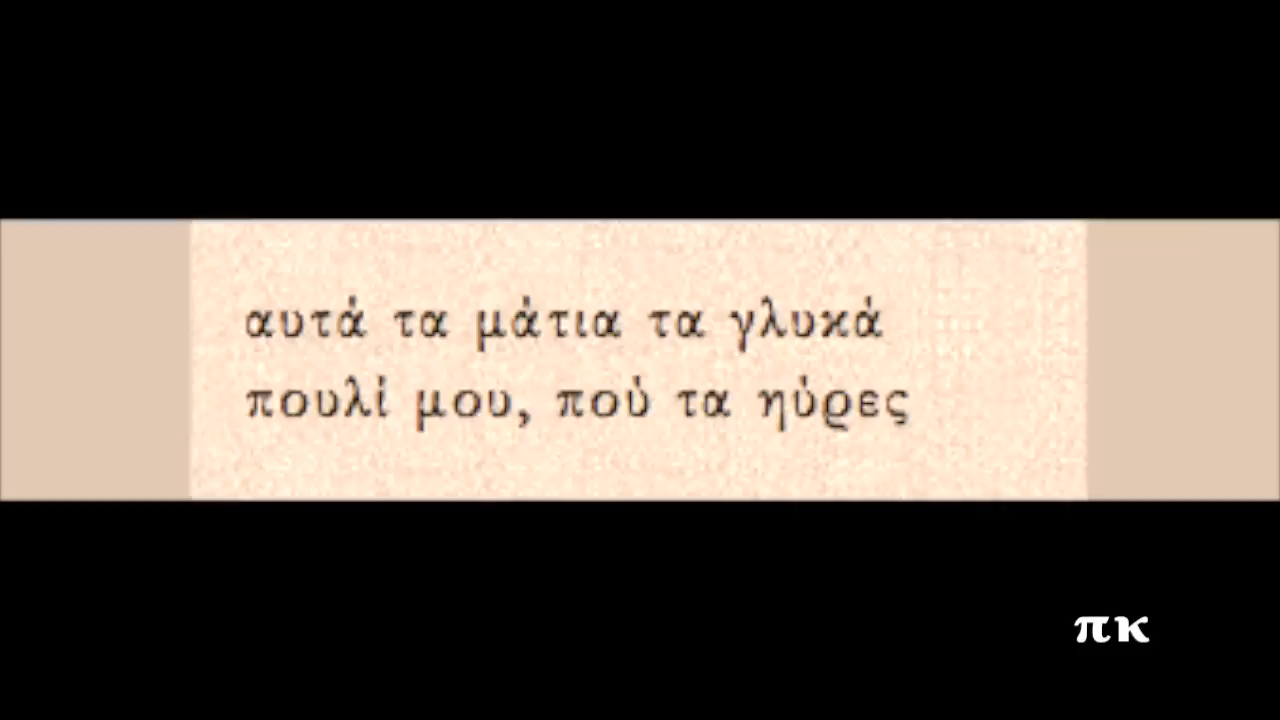 αυτά τα μάτια τα γλυκά
πουλί μου, πού τα ηύρες
πκ